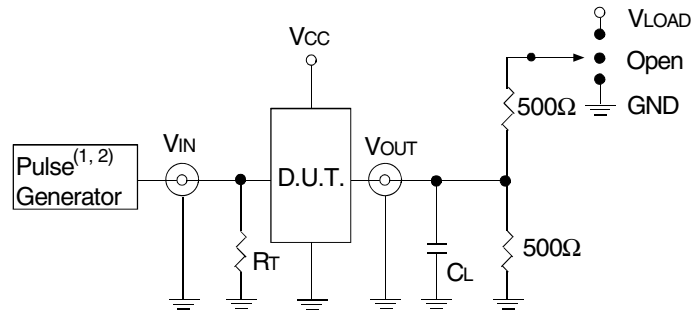 VLOAD
VCC
Open
500Ω
GND
VIN
VOUT
Pulse(1, 2)
Generator
D.U.T.
RT
CL
500Ω